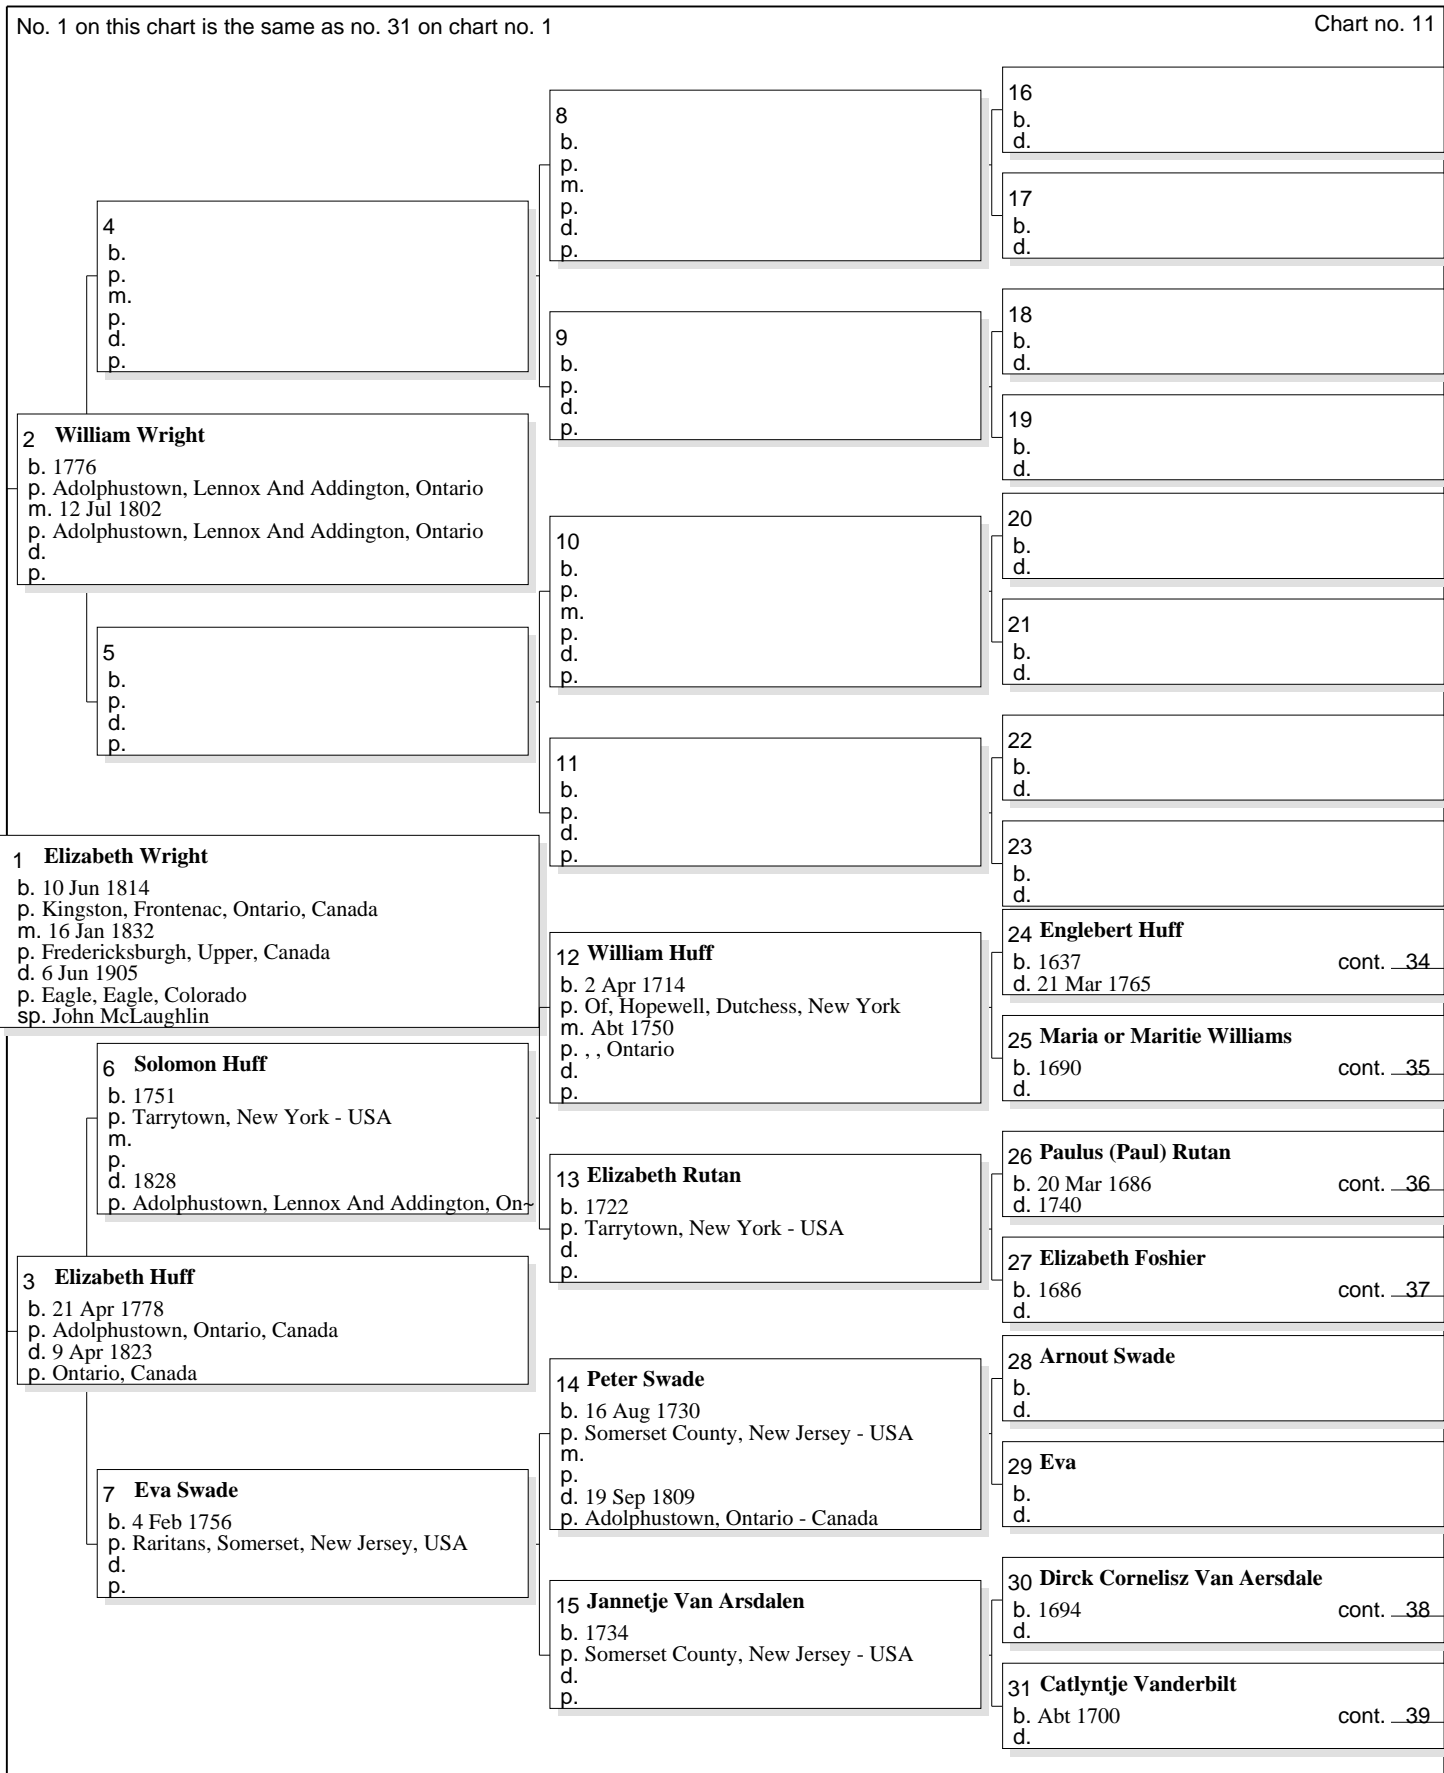 No. 1 on this chart is the same as no. 31 on chart no. 1
Chart no. 11
16
b.
d.
8
b.
p.
m.
p.
d.
p.
17
b.
d.
4
b.
p.
m.
p.
d.
p.
18
b.
d.
9
b.
p.
d.
p.
19
b.
d.
2 William Wright
b. 1776
p. Adolphustown, Lennox And Addington, Ontario
m. 12 Jul 1802
p. Adolphustown, Lennox And Addington, Ontario
d.
p.
20
b.
d.
10
b.
p.
m.
p.
d.
p.
21
b.
d.
5
b.
p.
d.
p.
22
b.
d.
11
b.
p.
d.
p.
23
b.
d.
1 Elizabeth Wright
b. 10 Jun 1814
p. Kingston, Frontenac, Ontario, Canada
m. 16 Jan 1832
p. Fredericksburgh, Upper, Canada
d. 6 Jun 1905
p. Eagle, Eagle, Colorado
sp. John McLaughlin
24 Englebert Huff
b. 1637 cont. 34
d. 21 Mar 1765
12 William Huff
b. 2 Apr 1714
p. Of, Hopewell, Dutchess, New York
m. Abt 1750
p. , , Ontario
d.
p.
25 Maria or Maritie Williams
b. 1690 cont. 35
d.
6 Solomon Huff
b. 1751
p. Tarrytown, New York - USA
m.
p.
d. 1828
p. Adolphustown, Lennox And Addington, On~
26 Paulus (Paul) Rutan
b. 20 Mar 1686 cont. 36
d. 1740
13 Elizabeth Rutan
b. 1722
p. Tarrytown, New York - USA
d.
p.
27 Elizabeth Foshier
b. 1686 cont. 37
d.
3 Elizabeth Huff
b. 21 Apr 1778
p. Adolphustown, Ontario, Canada
d. 9 Apr 1823
p. Ontario, Canada
28 Arnout Swade
b.
d.
14 Peter Swade
b. 16 Aug 1730
p. Somerset County, New Jersey - USA
m.
p.
d. 19 Sep 1809
p. Adolphustown, Ontario - Canada
29 Eva
b.
d.
7 Eva Swade
b. 4 Feb 1756
p. Raritans, Somerset, New Jersey, USA
d.
p.
30 Dirck Cornelisz Van Aersdale
b. 1694 cont. 38
d.
15 Jannetje Van Arsdalen
b. 1734
p. Somerset County, New Jersey - USA
d.
p.
31 Catlyntje Vanderbilt
b. Abt 1700 cont. 39
d.